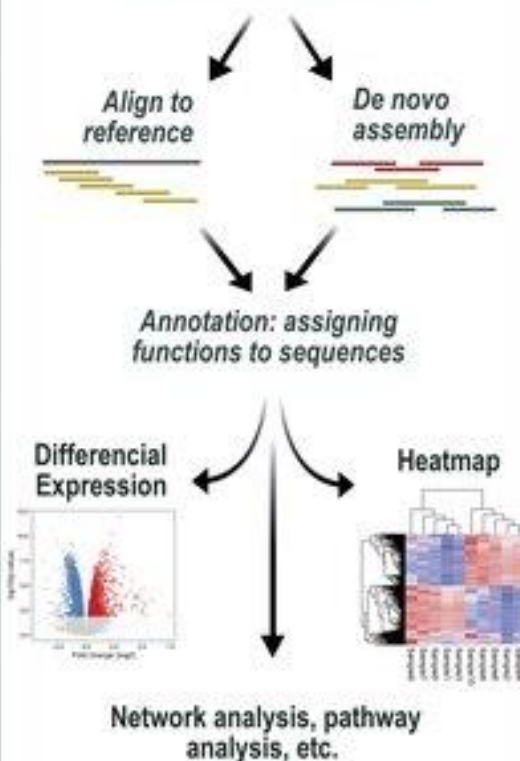 Align to
reference
De novo
assembly
Annotation: assigning
functions to sequences
Differencial
Expression
Heatmap
Network analysis, pathway
analysis, etc.